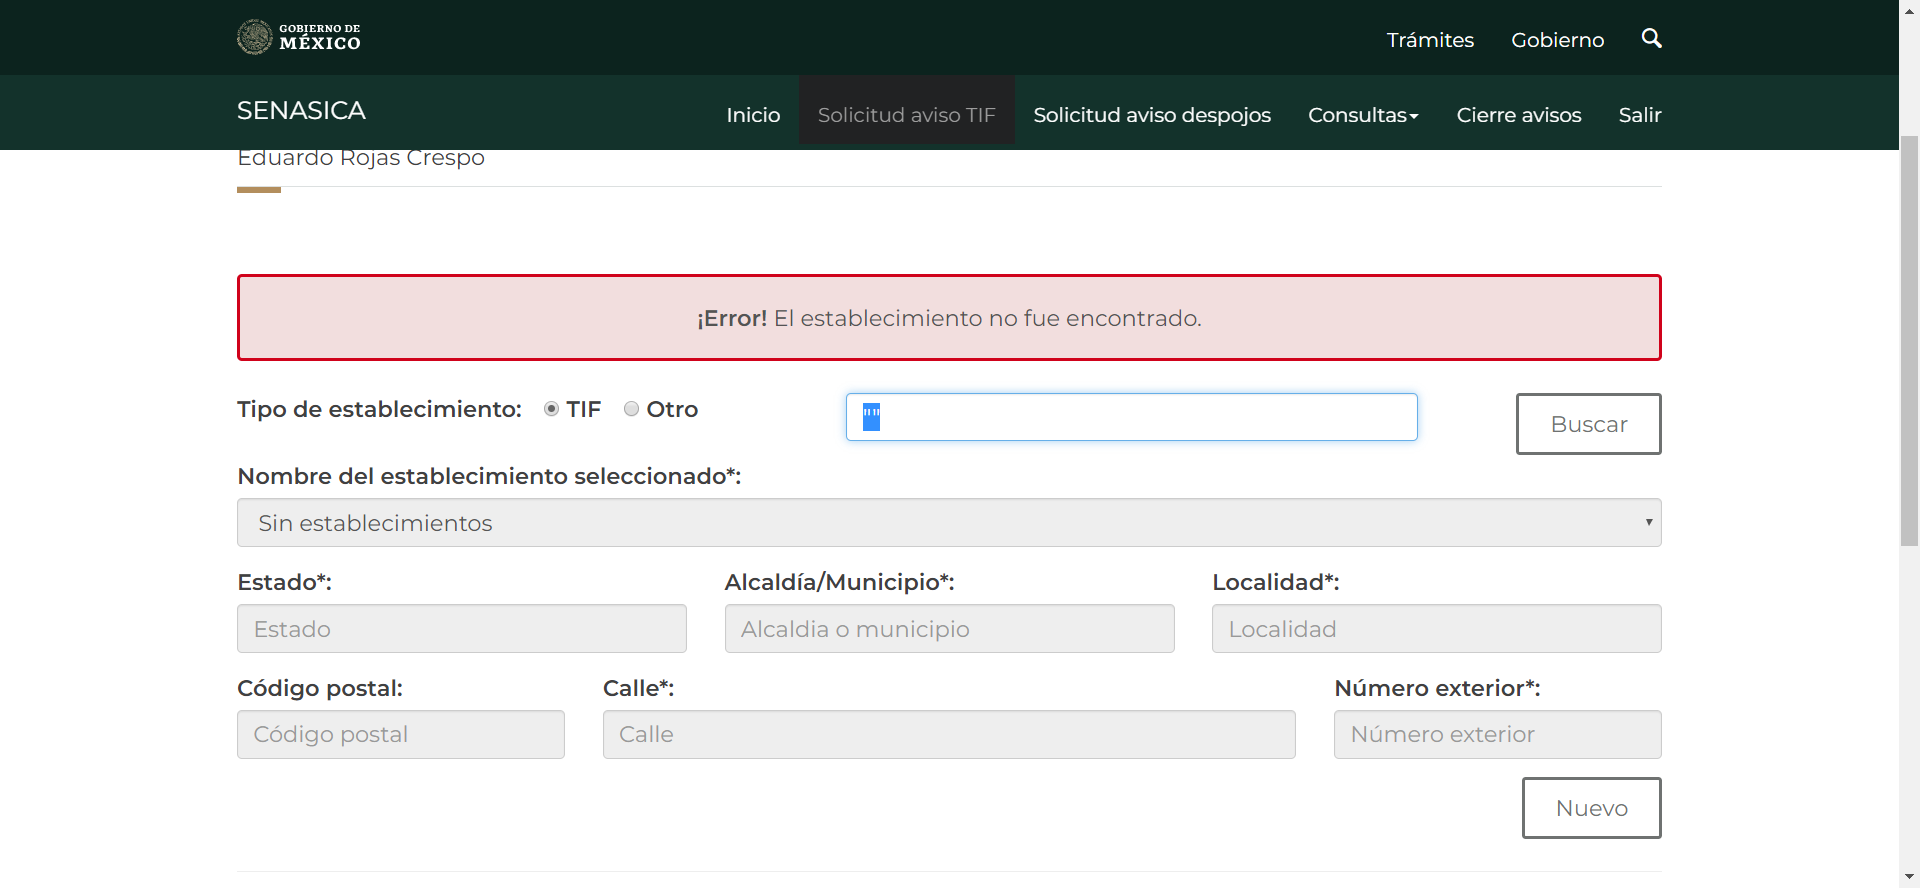 GOBIERNO DE
MÉXICO
Trámites Gobierno
SENASICA
Inicio Solicitud aviso TIF Solicitud aviso despojos Consultas Cierre avisos Salir
Eduardo Rojas Crespo
¡Error! El establecimiento no fue encontrado.
Tipo de establecimiento: TIF Otro "" Buscar
Nombre del establecimiento seleccionado*:
Sin establecimientos
Estado*: Alcaldía/Municipio*: Localidad*:
Estado Alcaldia o municipio Localidad
Código postal: Calle*: Número exterior*:
Código postal Calle Número exterior
Nuevo